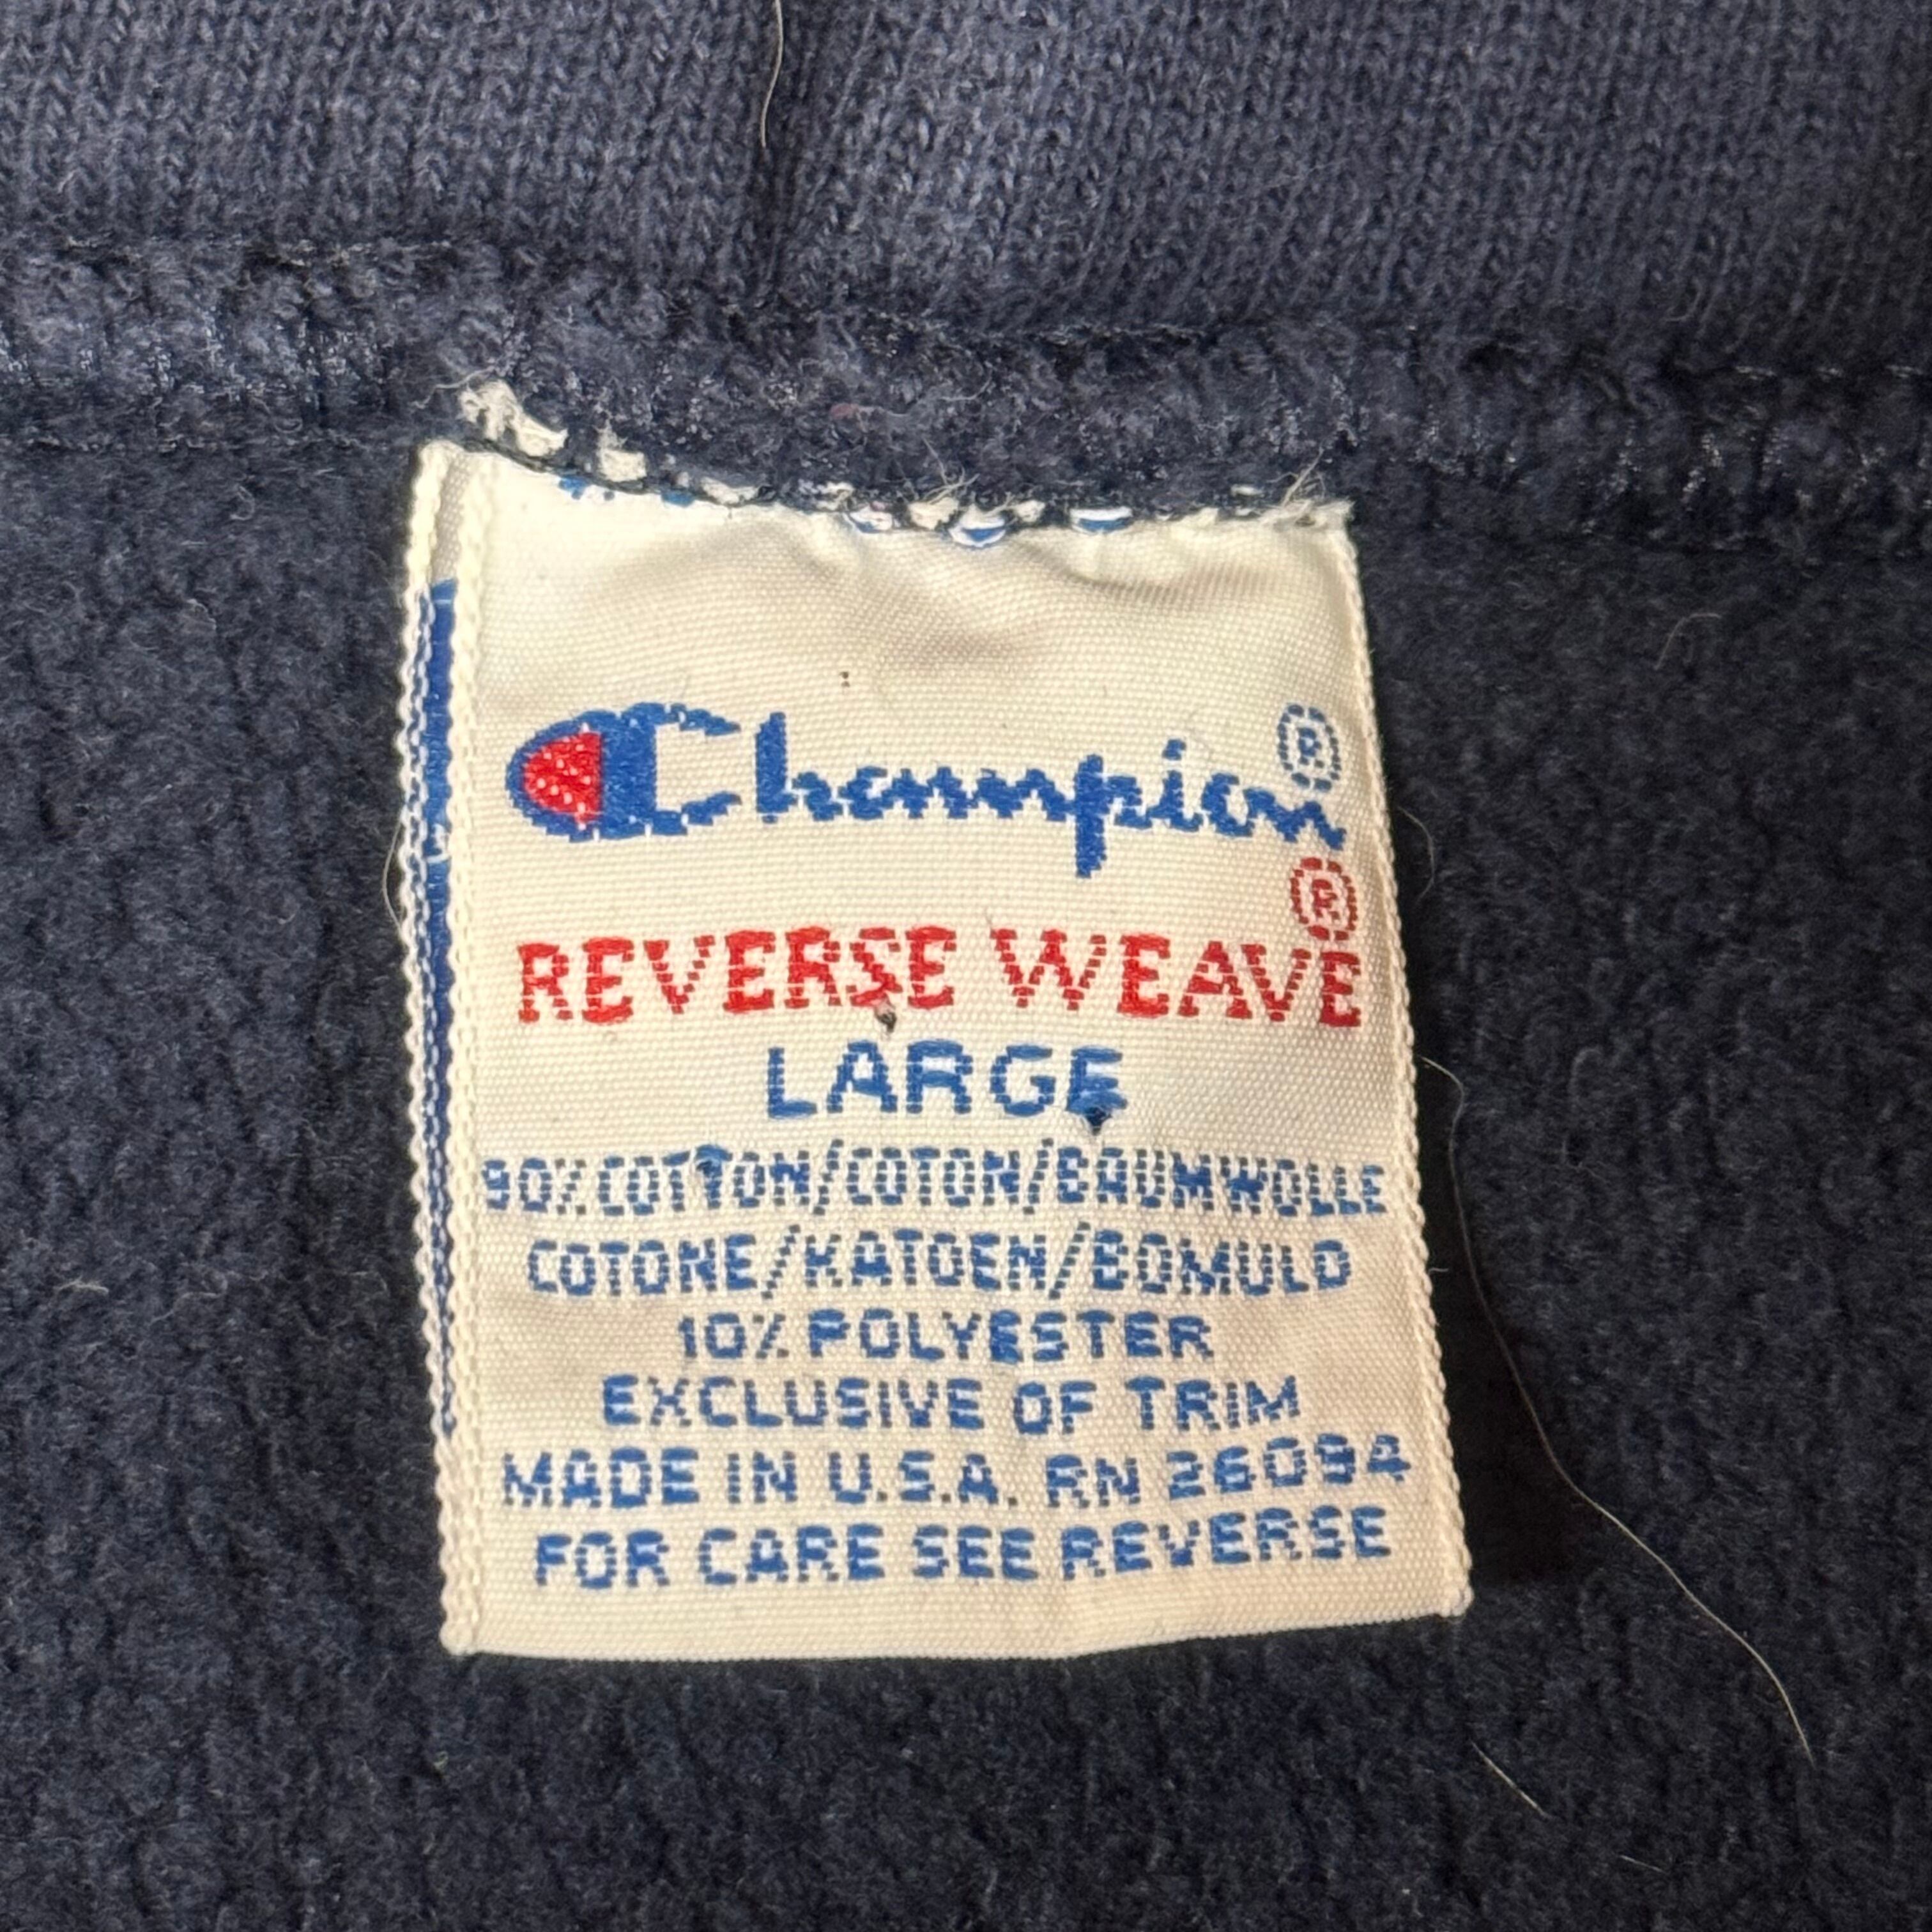 Champion®
REVERSE WEAVE®
LARGE
90% COTTON/COTON/BAUMWOLLE
COTONE/KATOEN/BOMULD
10% POLYESTER
EXCLUSIVE OF TRIM
MADE IN U.S.A. RN 26094
FOR CARE SEE REVERSE